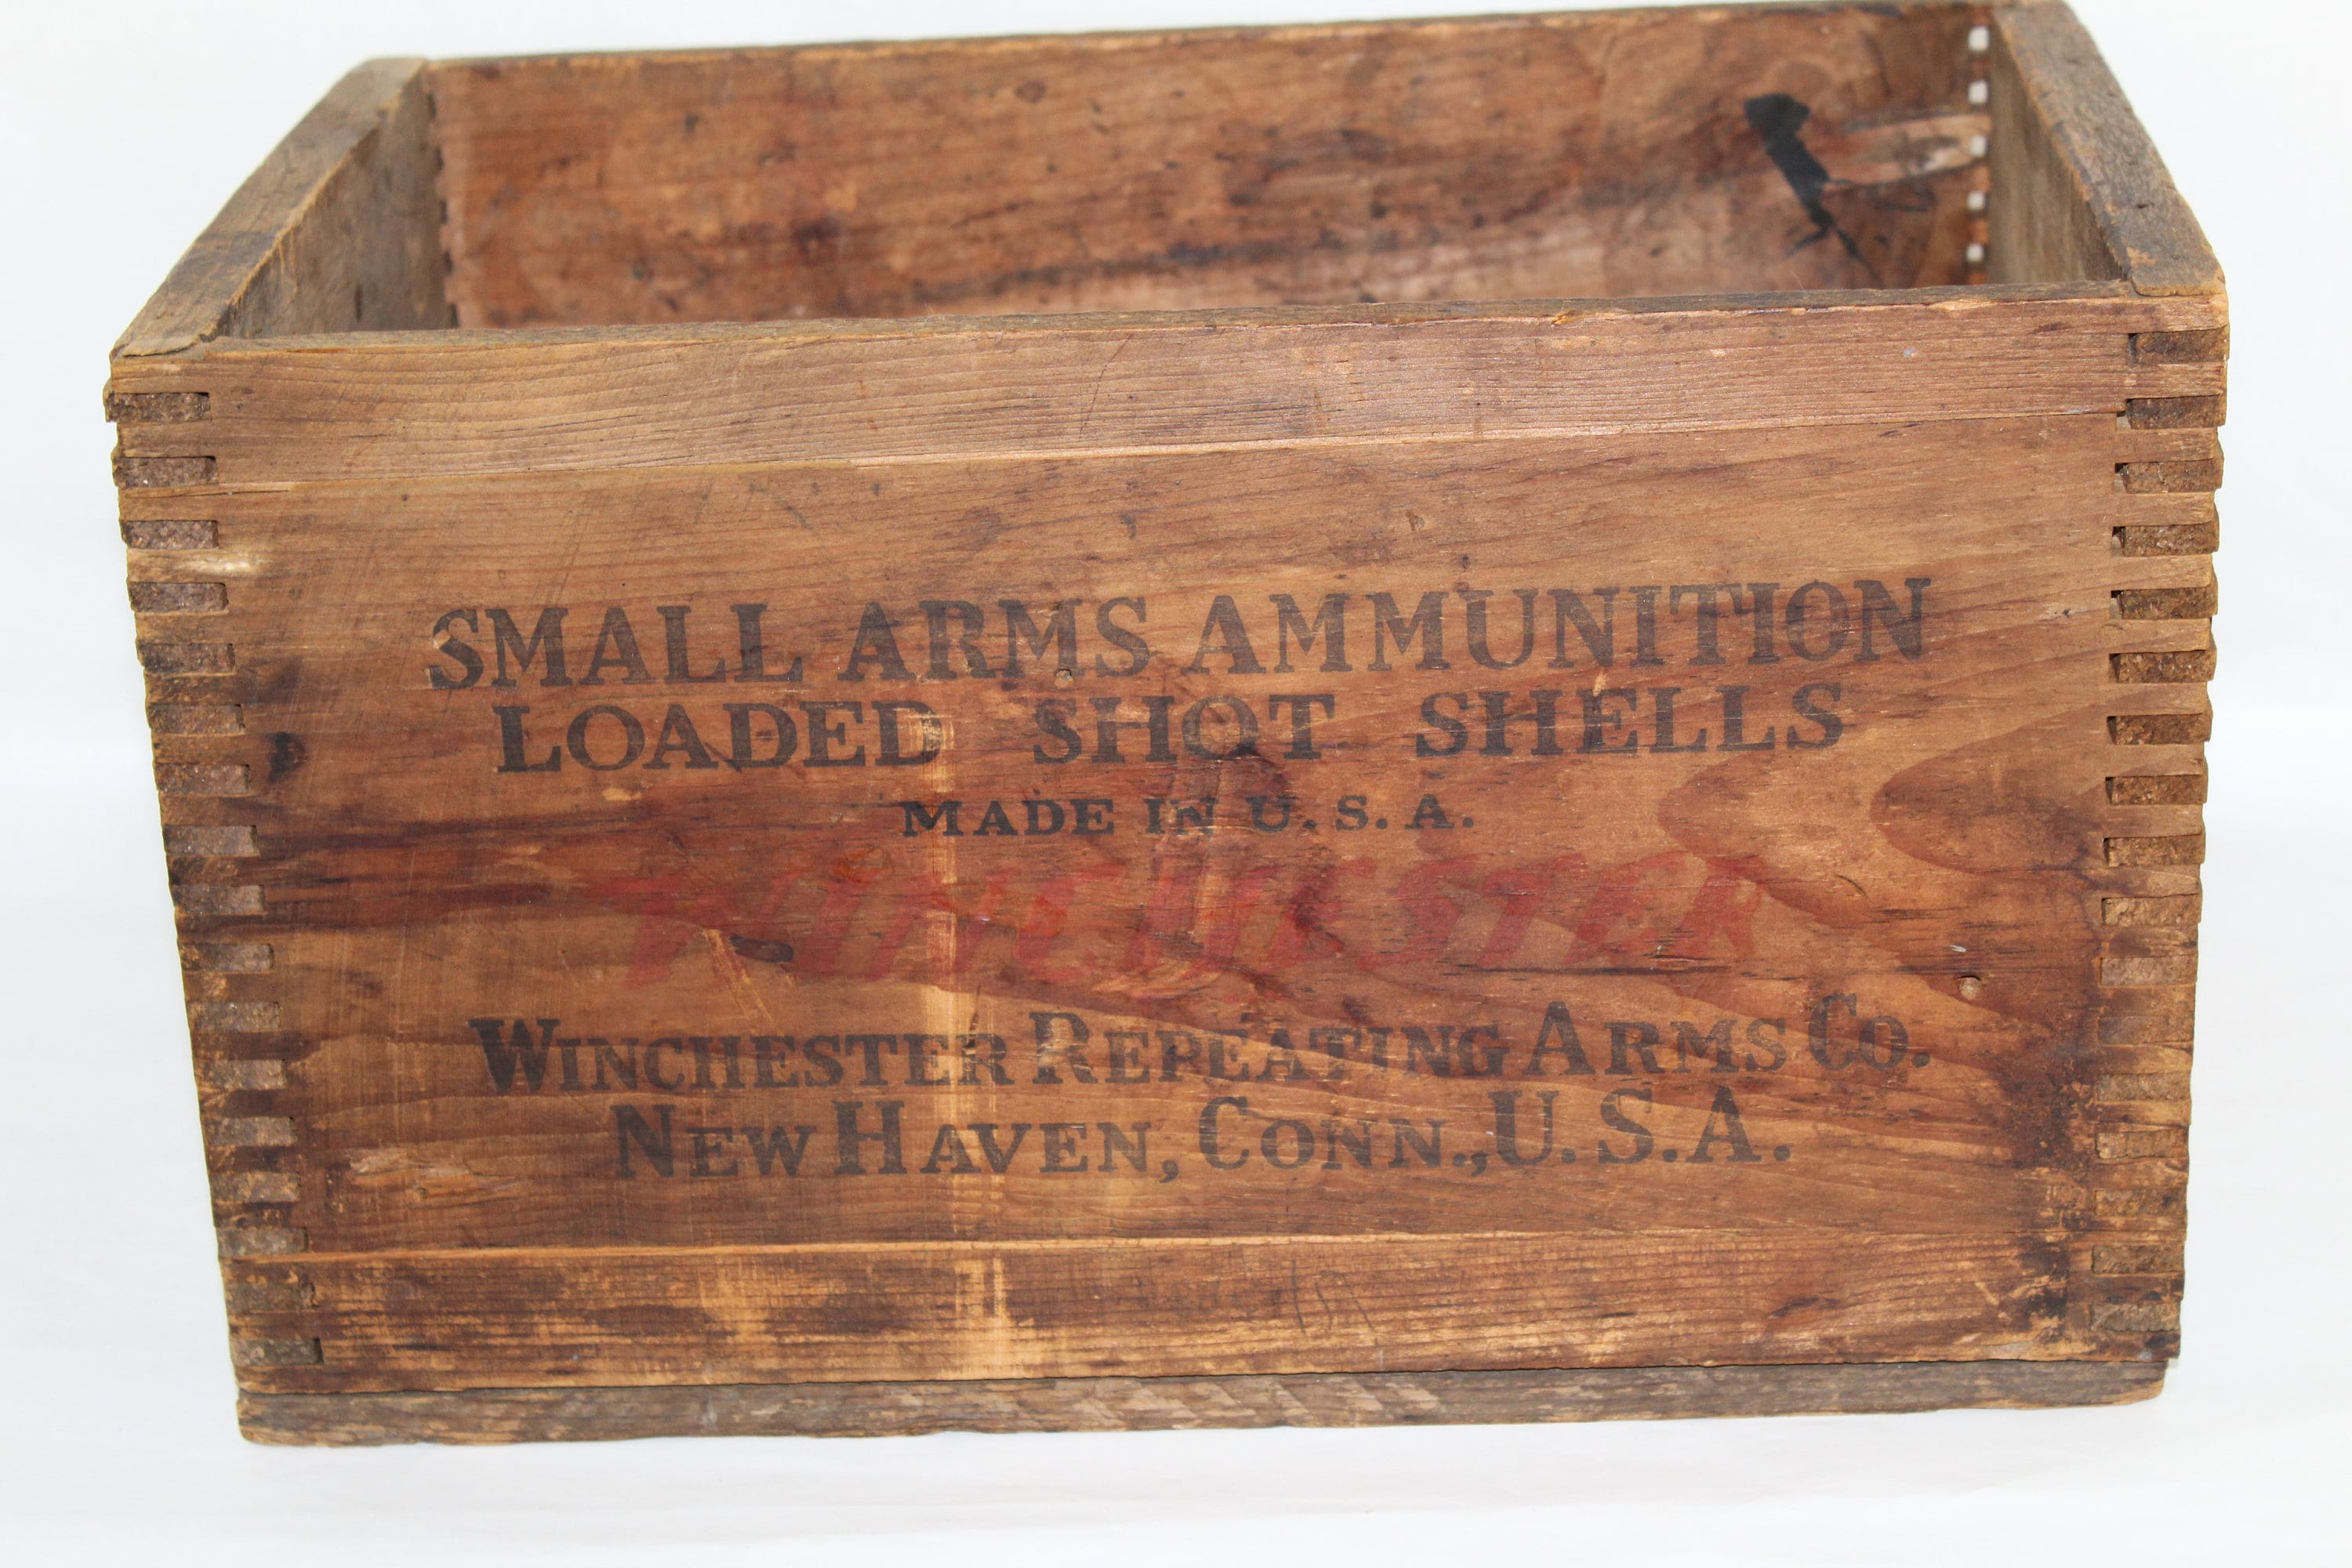 SMALL ARMS AMMUNITION
LOADED SHOT SHELLS
MADE IN U.S.A.
WINCHESTER
WINCHESTER REPEATING ARMS CO.
NEW HAVEN, CONN., U.S.A.